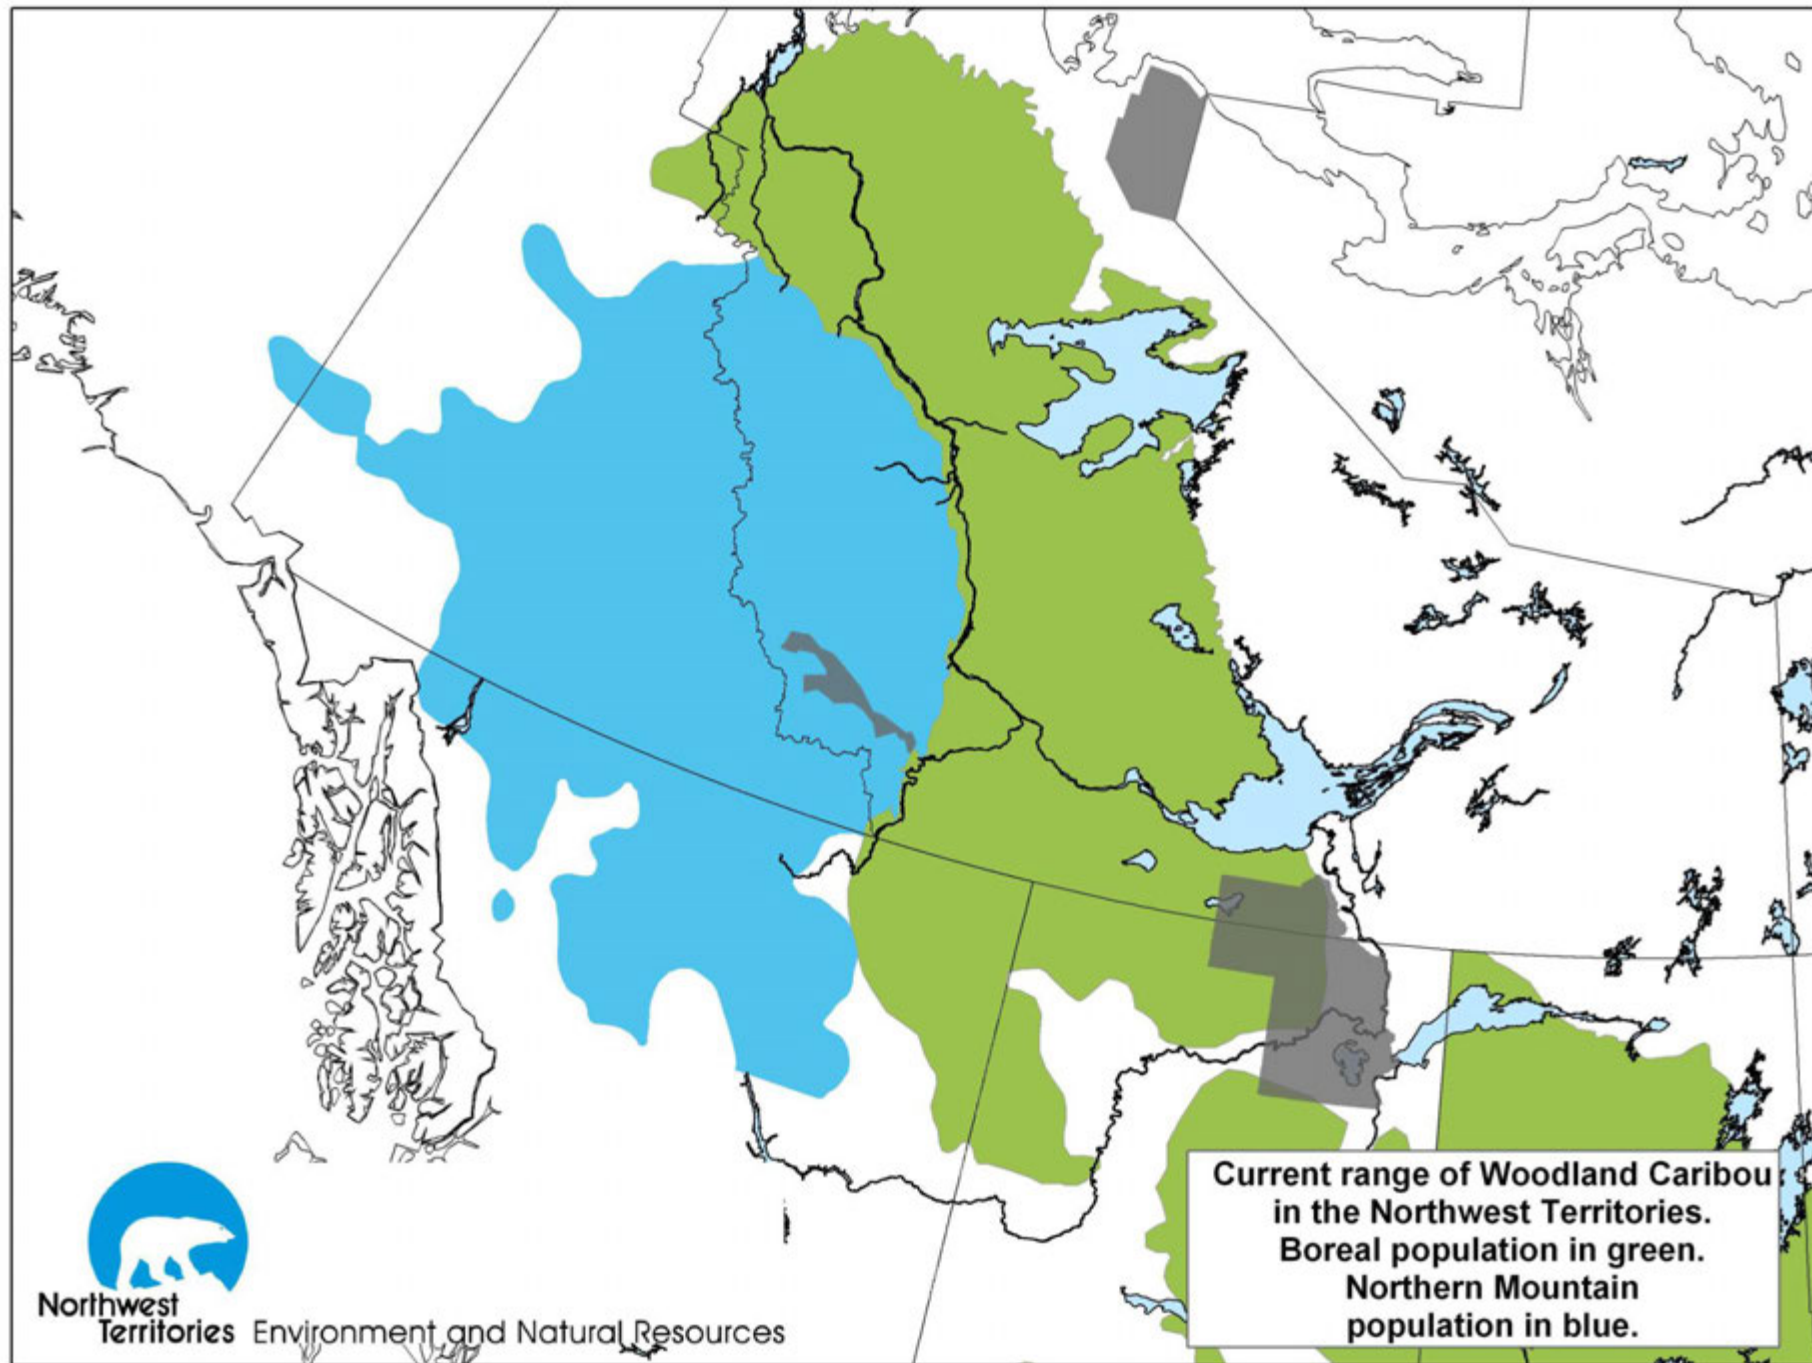 Current range of Woodland Caribou
in the Northwest Territories.
Boreal population in green.
Northern Mountain
population in blue.
Northwest
Territories Environment and Natural Resources